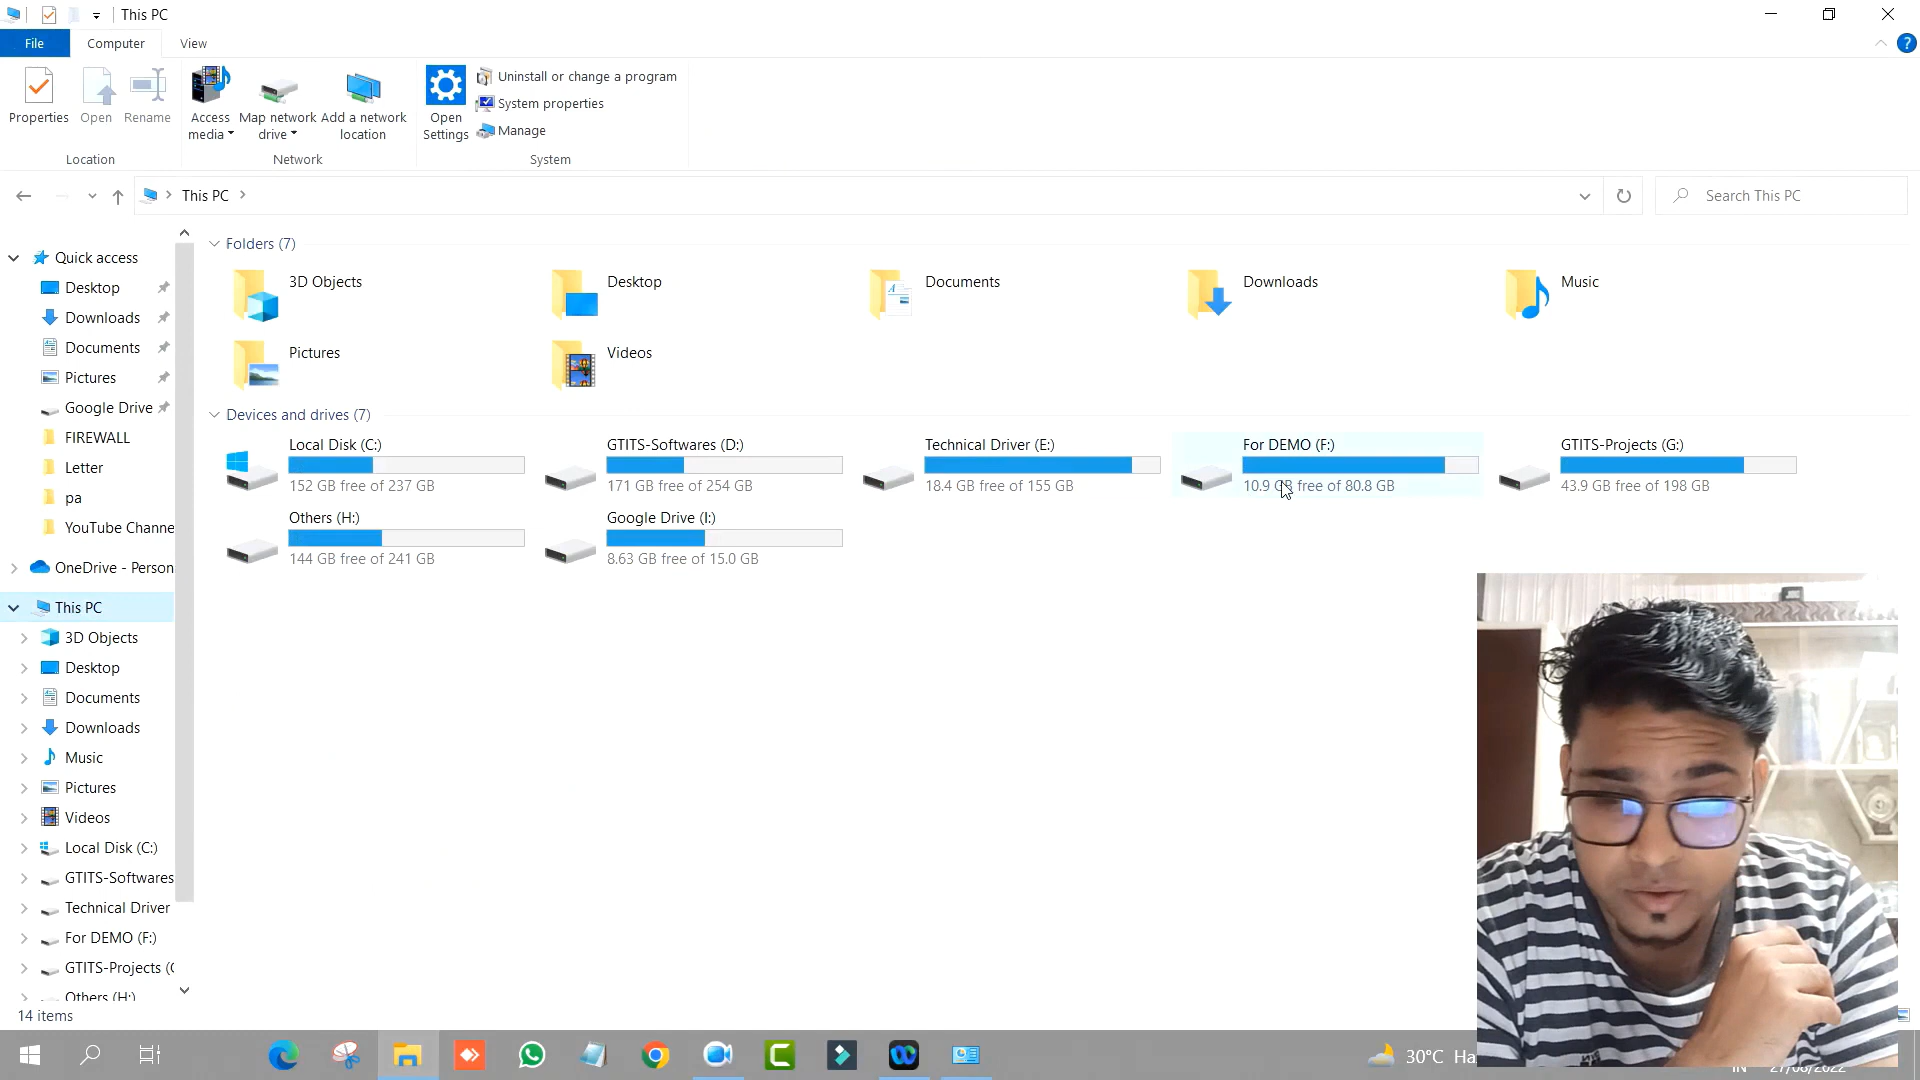 This PC
File
Computer
View
Properties
Open
Rename
Access media
Map network drive
Add a network location
Open Settings
Uninstall or change a program
System properties
Manage
Location
Network
System
This PC
Search This PC
Quick access
Desktop
Downloads
Documents
Pictures
Google Drive
FIREWALL
Letter
pa
YouTube Channe
OneDrive - Person
This PC
3D Objects
Desktop
Documents
Downloads
Music
Pictures
Videos
Local Disk (C:)
GTITS-Softwares
Technical Driver
For DEMO (F:)
GTITS-Projects (G
Others (H:)
14 items
Folders (7)
3D Objects
Desktop
Documents
Downloads
Music
Pictures
Videos
Devices and drives (7)
Local Disk (C:)
152 GB free of 237 GB
GTITS-Softwares (D:)
171 GB free of 254 GB
Technical Driver (E:)
18.4 GB free of 155 GB
For DEMO (F:)
10.9 GB free of 80.8 GB
GTITS-Projects (G:)
43.9 GB free of 198 GB
Others (H:)
144 GB free of 241 GB
Google Drive (I:)
8.63 GB free of 15.0 GB
30°C
IN
27/08/2022